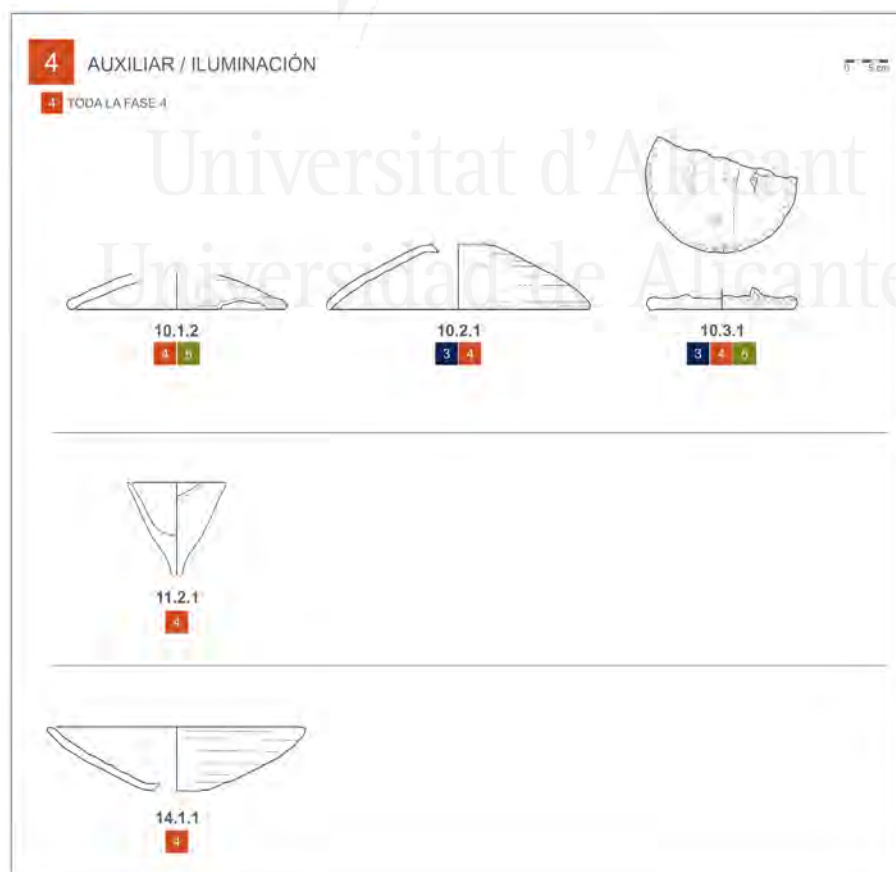 4 AUXILIAR / ILUMINACIÓN
0 5 cm
4 TODA LA FASE 4
Universitat d'Alacant
Universidad de Alicante
10.1.2
4 5
10.2.1
3 4
10.3.1
3 4 5
11.2.1
4
14.1.1
4